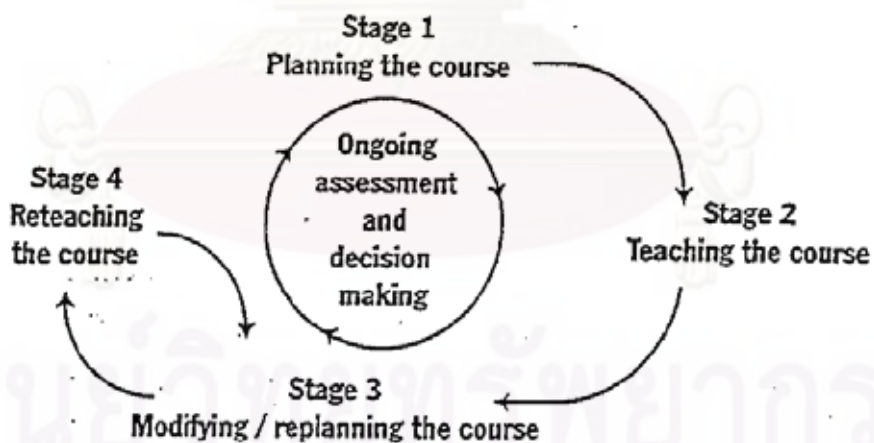 Stage 1
Planning the course
Ongoing
assessment
and
decision
making
Stage 2
Teaching the course
Stage 3
Modifying / replanning the course
Stage 4
Reteaching
the course